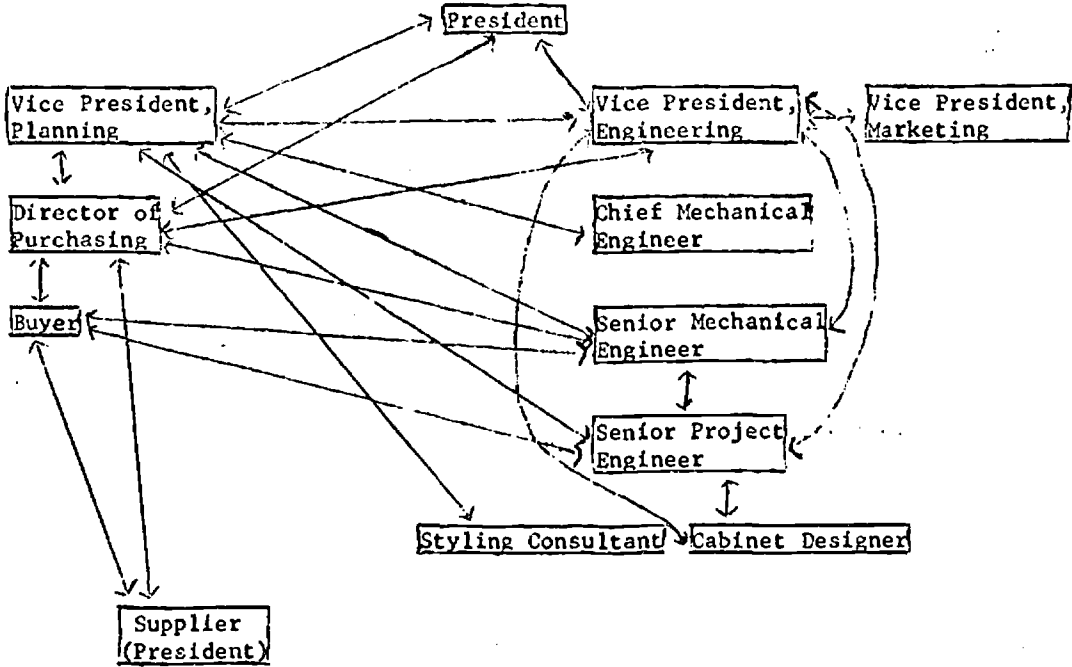 President
Vice President,
Planning
Vice President,
Engineering
Vice President,
Marketing
Director of
Purchasing
Chief Mechanical
Engineer
Buyer
Senior Mechanical
Engineer
Senior Project
Engineer
Styling Consultant
Cabinet Designer
Supplier
(President)